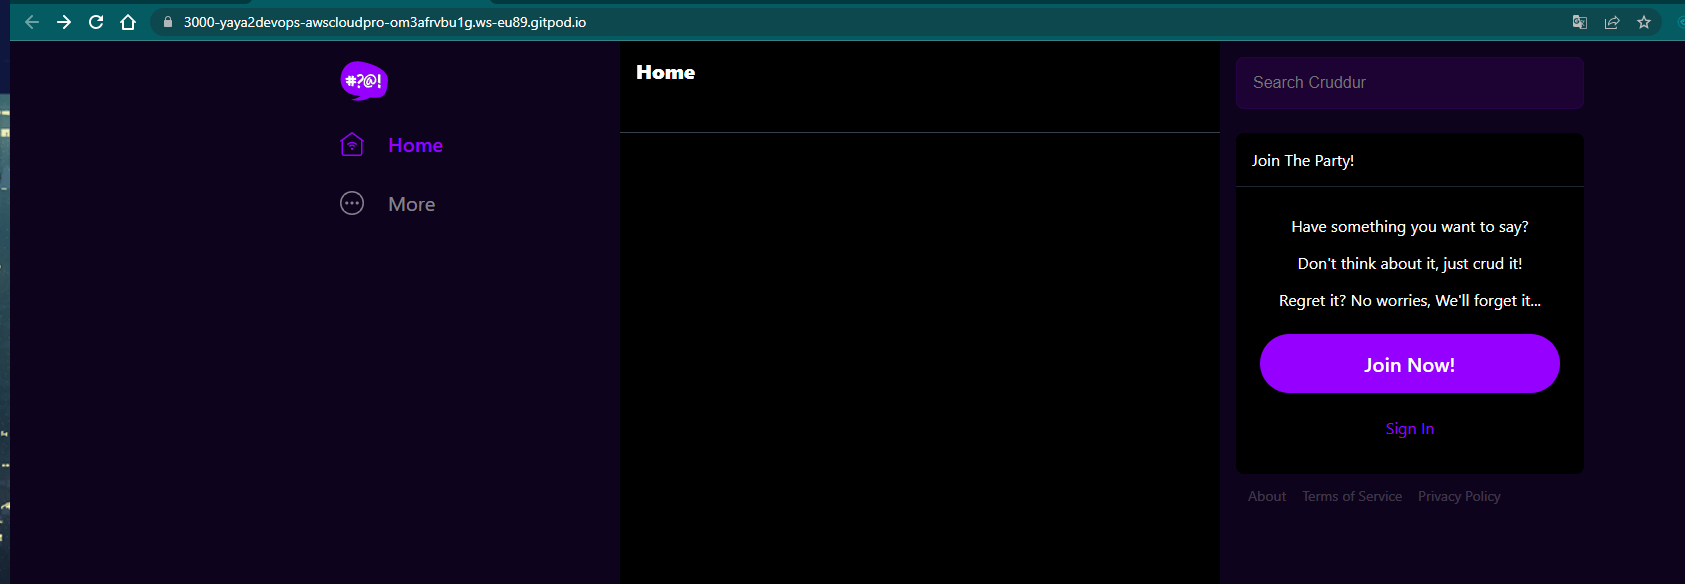 3000-yaya2devops-awscloudpro-om3afrvbu1g.ws-eu89.gitpod.io
#?@!
Home
More
Home
Search Cruddur
Join The Party!
Have something you want to say?
Don't think about it, just crud it!
Regret it? No worries, We'll forget it...
Join Now!
Sign In
About Terms of Service Privacy Policy